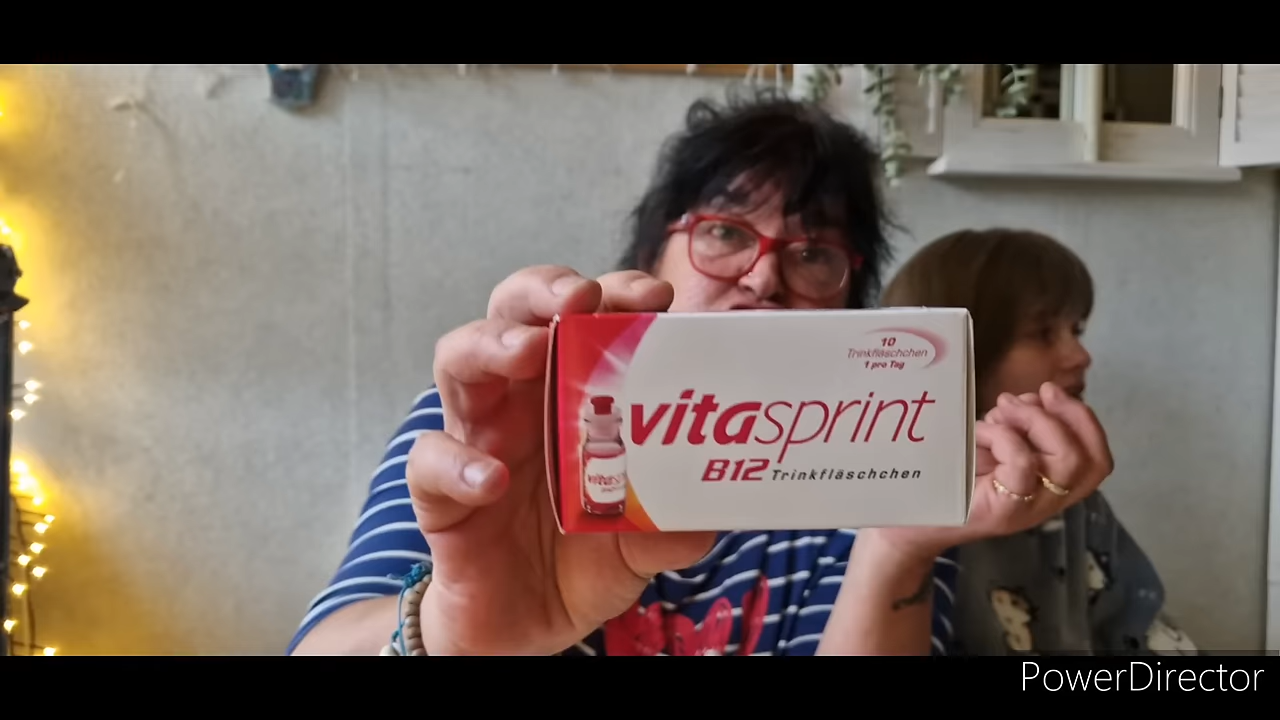 10
Trinkfläschchen
1 pro Tag
vitasprint
B12 Trinkfläschchen
PowerDirector